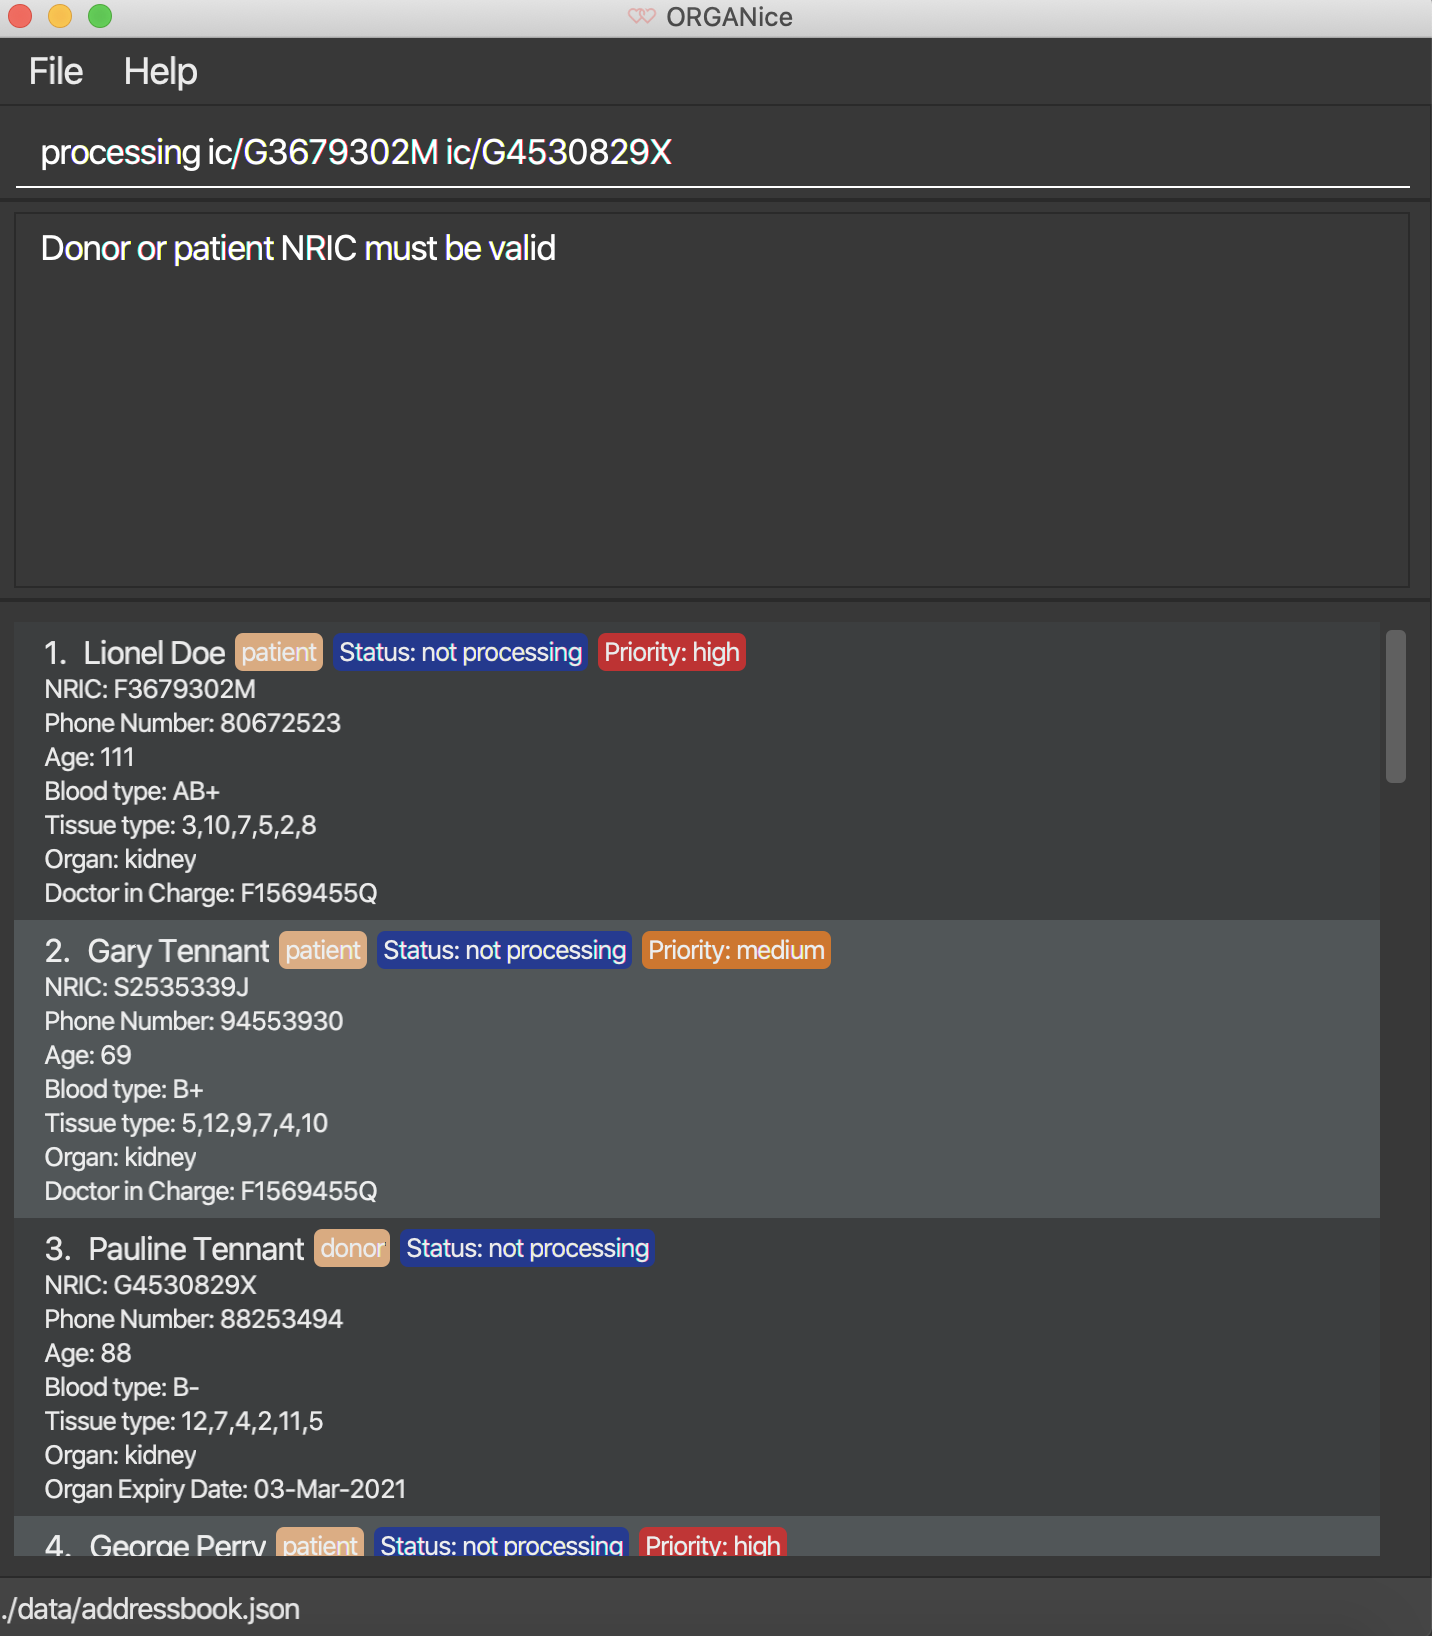 ORGANice
File Help
processing ic/G3679302M ic/G4530829X
Donor or patient NRIC must be valid
1. Lionel Doe patient Status: not processing Priority: high
NRIC: F3679302M
Phone Number: 80672523
Age: 111
Blood type: AB+
Tissue type: 3,10,7,5,2,8
Organ: kidney
Doctor in Charge: F1569455Q
2. Gary Tennant patient Status: not processing Priority: medium
NRIC: S2535339J
Phone Number: 94553930
Age: 69
Blood type: B+
Tissue type: 5,12,9,7,4,10
Organ: kidney
Doctor in Charge: F1569455Q
3. Pauline Tennant donor Status: not processing
NRIC: G4530829X
Phone Number: 88253494
Age: 88
Blood type: B-
Tissue type: 12,7,4,2,11,5
Organ: kidney
Organ Expiry Date: 03-Mar-2021
4. George Perry patient Status: not processing Priority: high
./data/addressbook.json